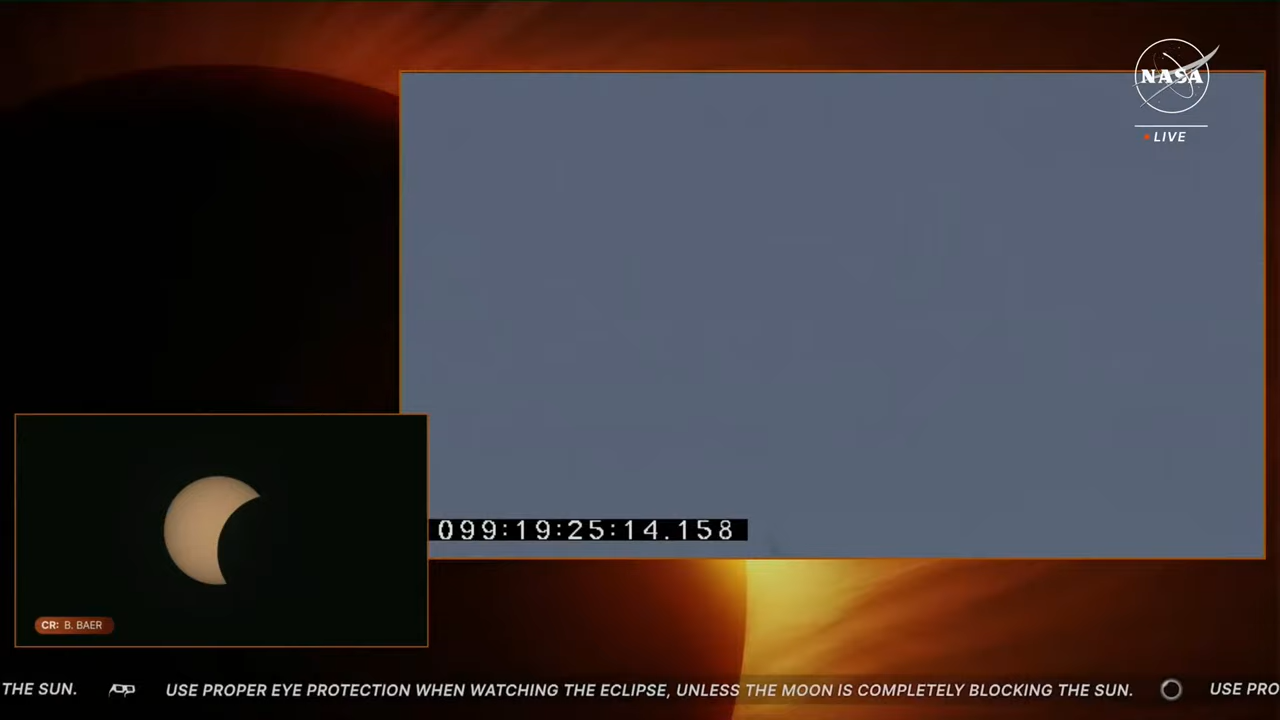 NASA
LIVE
099:19:25:14.158
CR: B. BAER
THE SUN. USE PROPER EYE PROTECTION WHEN WATCHING THE ECLIPSE, UNLESS THE MOON IS COMPLETELY BLOCKING THE SUN. USE PRO